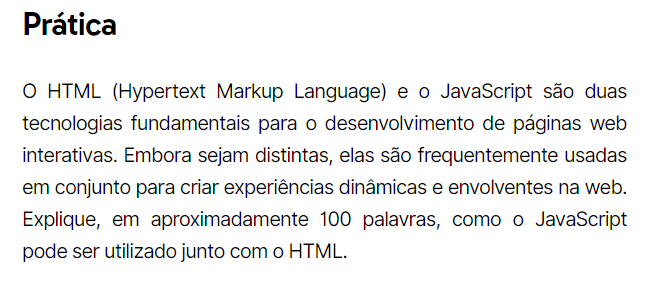 Prática
O HTML (Hypertext Markup Language) e o JavaScript são duas
tecnologias fundamentais para o desenvolvimento de páginas web
interativas. Embora sejam distintas, elas são frequentemente usadas
em conjunto para criar experiências dinâmicas e envolventes na web.
Explique, em aproximadamente 100 palavras, como o JavaScript
pode ser utilizado junto com o HTML.